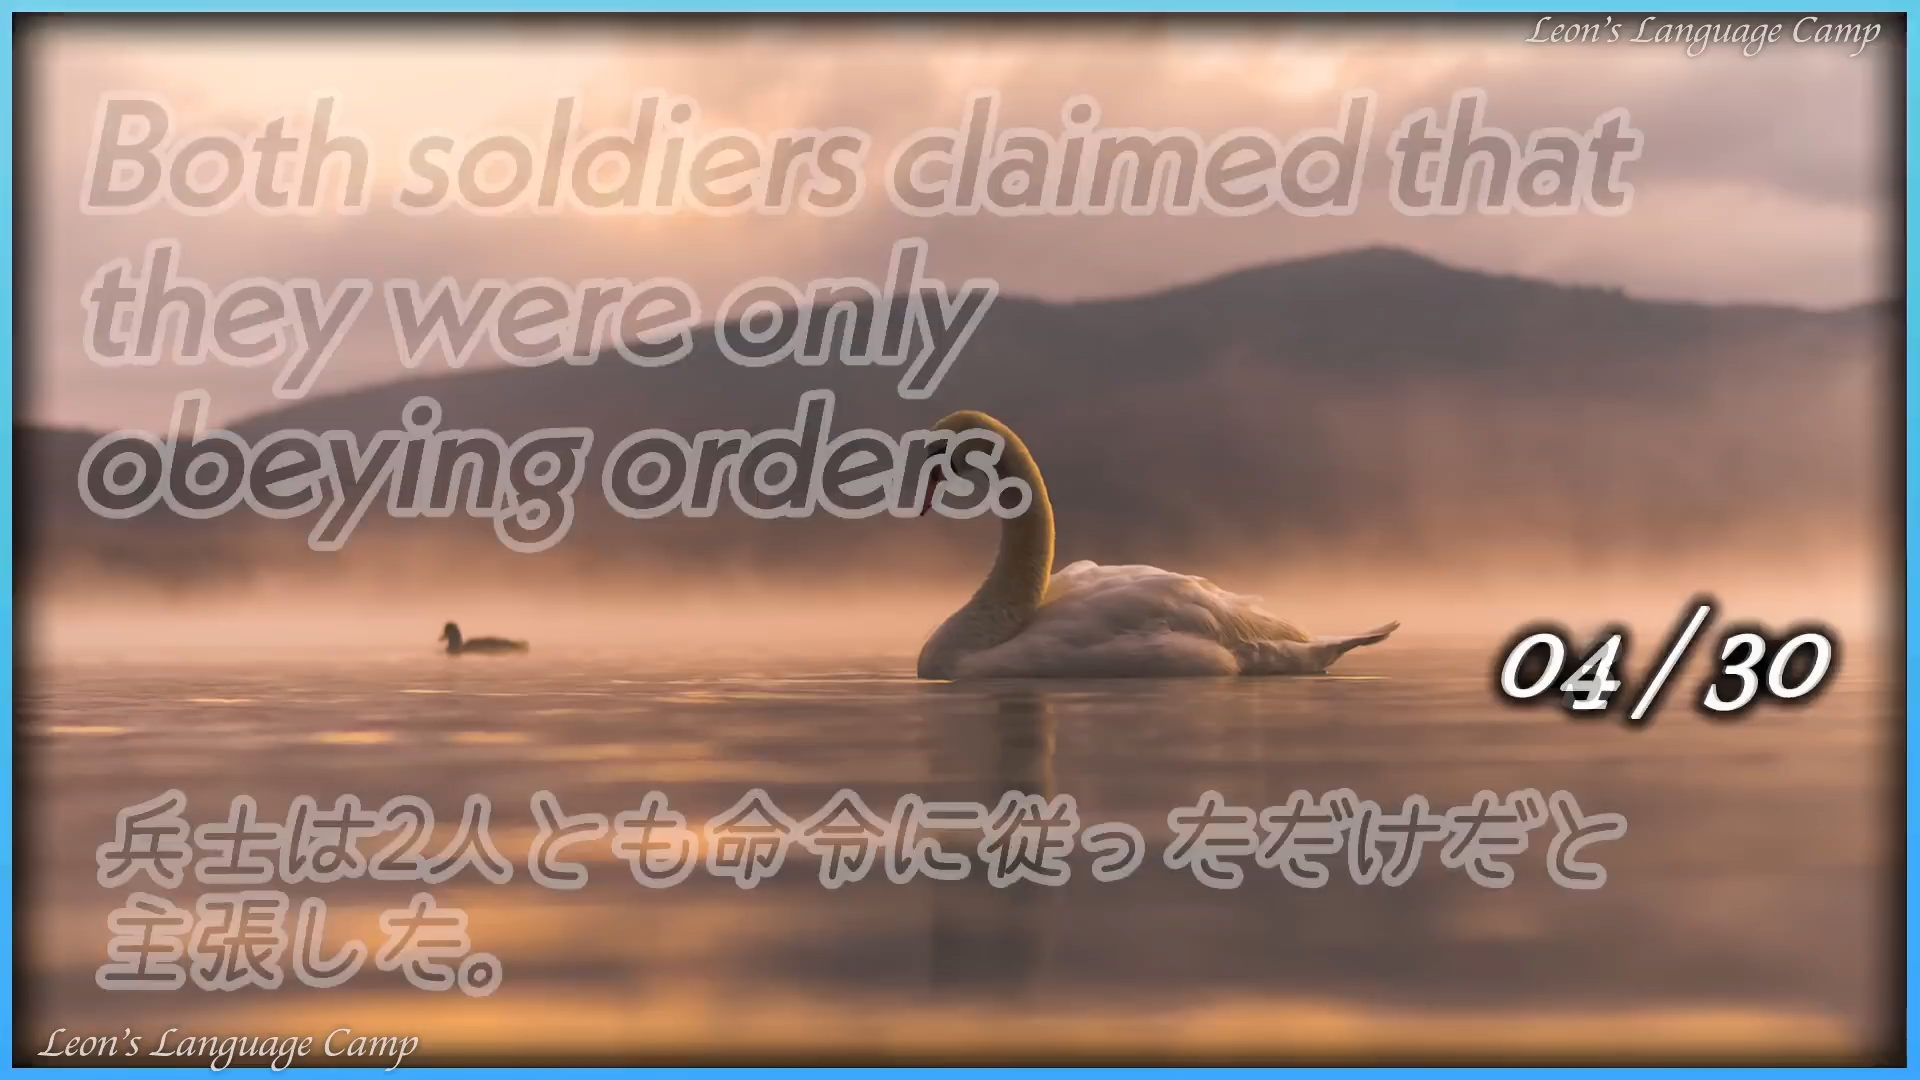 Leon's Language Camp
Both soldiers claimed that
they were only
obeying orders.
04/30
兵士は2人とも命令に従っただけだと
主張した。
Leon's Language Camp